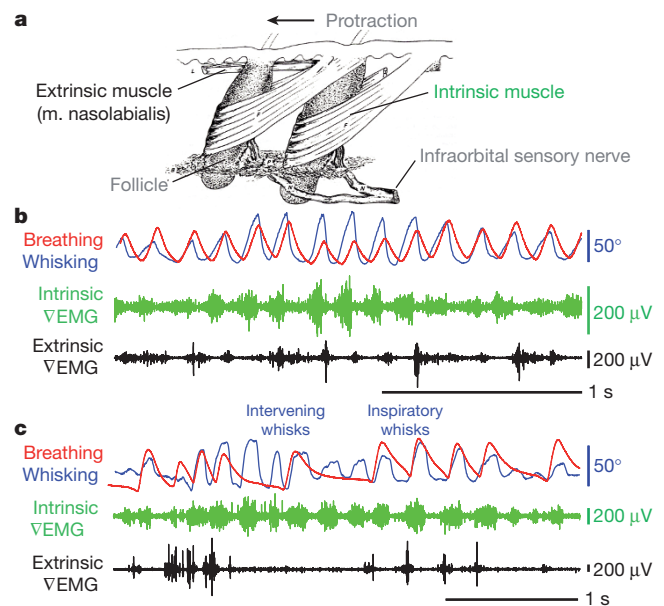 a
Protraction
Extrinsic muscle
(m. nasolabialis)
Intrinsic muscle
Infraorbital sensory nerve
Follicle
b
Breathing
Whisking
50°
Intrinsic
∇EMG
200 µV
Extrinsic
∇EMG
200 µV
1 s
c
Intervening
whisks
Inspiratory
whisks
Breathing
Whisking
50°
Intrinsic
∇EMG
200 µV
Extrinsic
∇EMG
200 µV
1 s